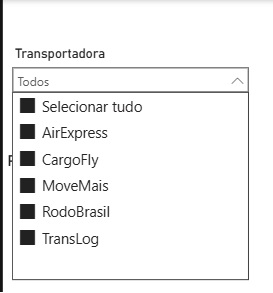 Transportadora
Todos
Selecionar tudo
AirExpress
CargoFly
MoveMais
RodoBrasil
TransLog